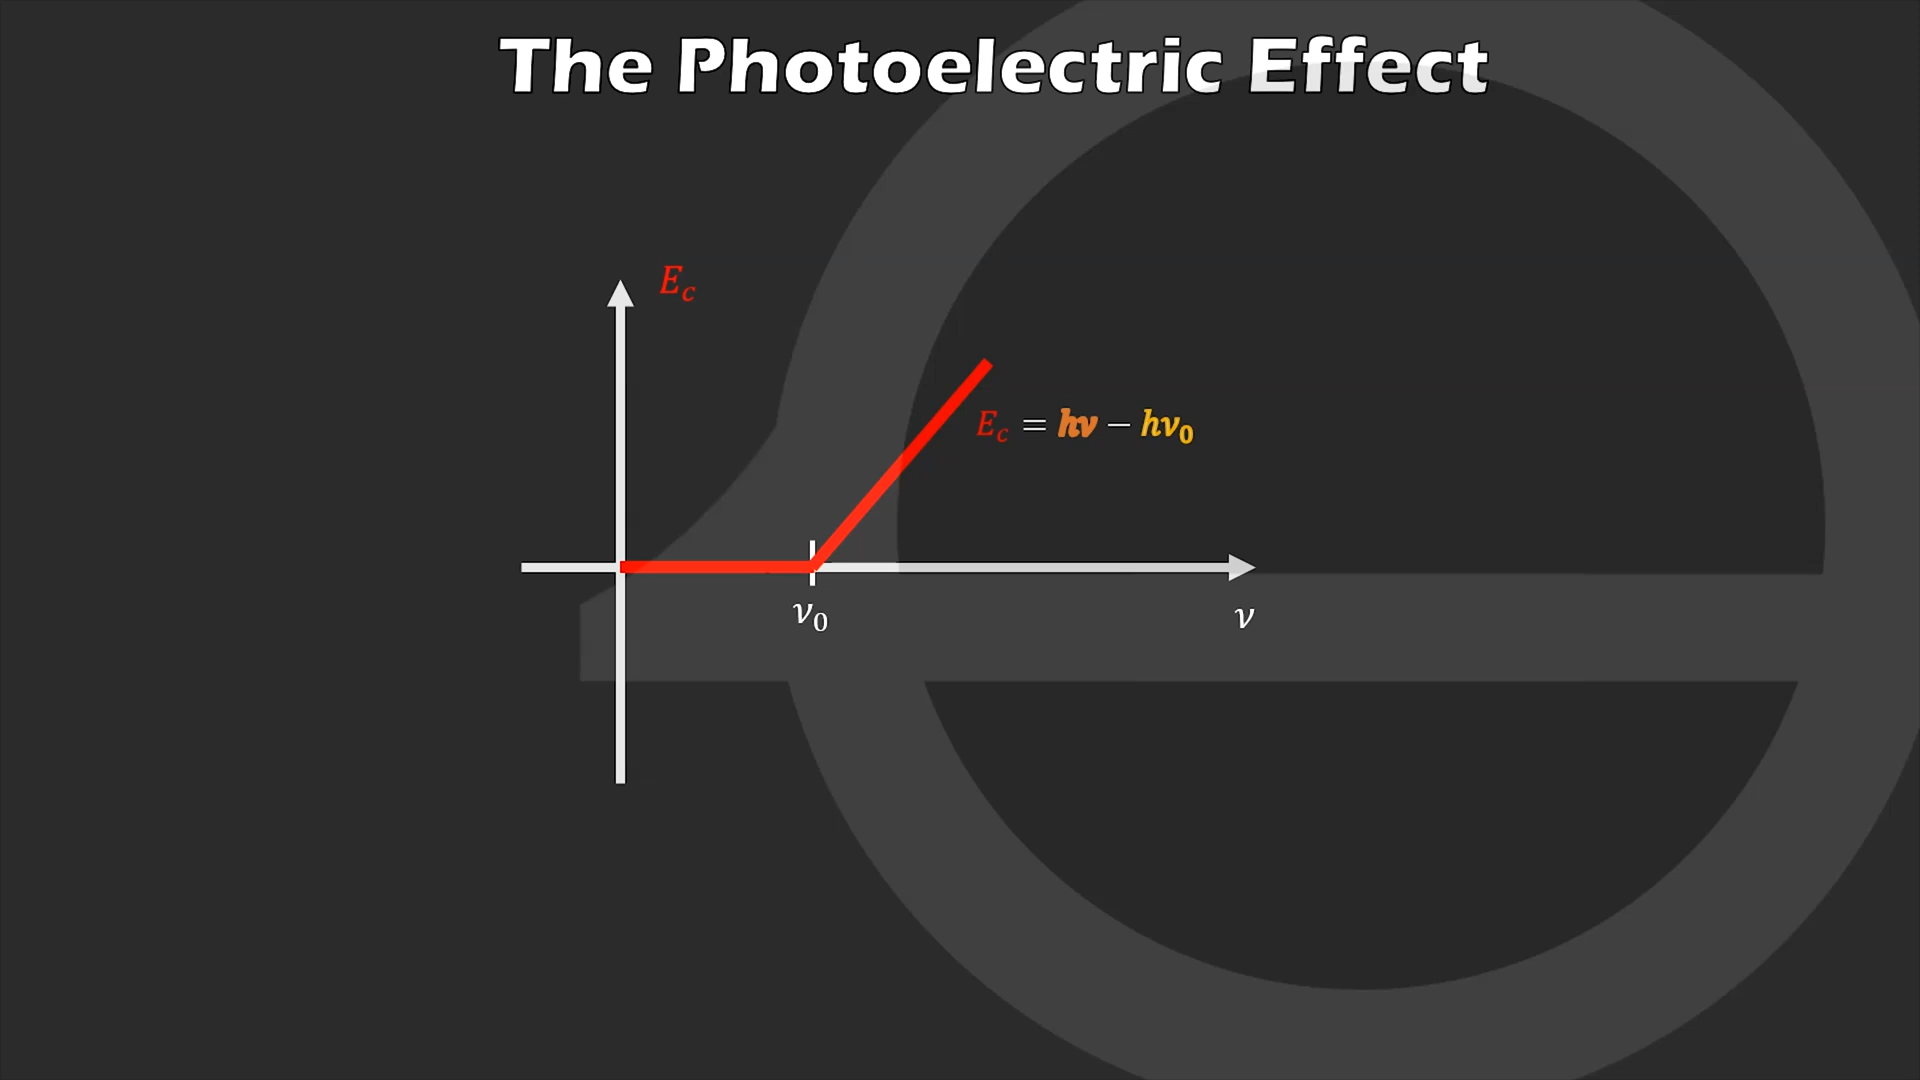 The Photoelectric Effect
E_c
E_c = hν − hν_0
ν_0
ν